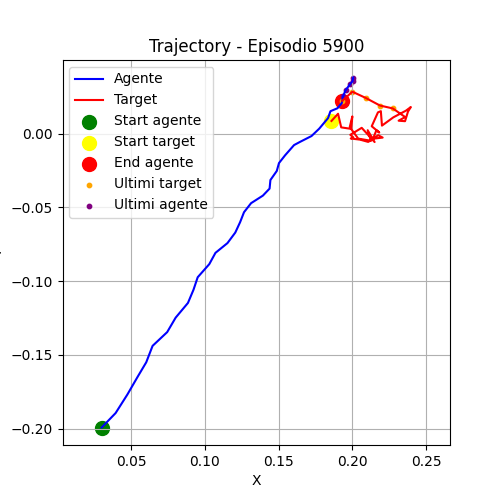 Trajectory - Episodio 5900
Agente
Target
Start agente
Start target
End agente
Ultimi target
Ultimi agente
0.00
−0.05
−0.10
−0.15
−0.20
0.05
0.10
0.15
0.20
0.25
X